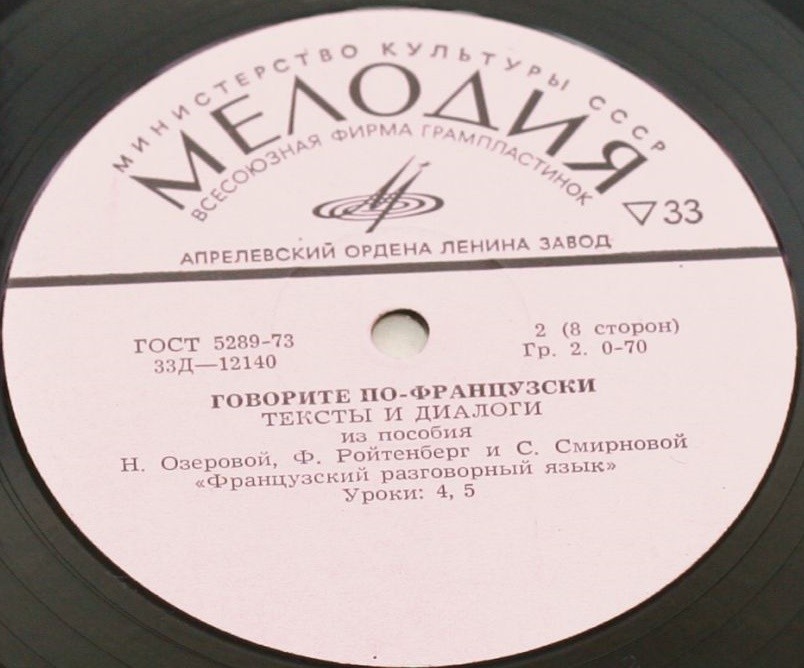 МИНИСТЕРСТВО КУЛЬТУРЫ СССР
МЕЛОДИЯ
ВСЕСОЮЗНАЯ ФИРМА ГРАМПЛАСТИНОК
▽33
АПРЕЛЕВСКИЙ ОРДЕНА ЛЕНИНА ЗАВОД
ГОСТ 5289-73
33Д—12140
2 (8 сторон)
Гр. 2. 0-70
ГОВОРИТЕ ПО-ФРАНЦУЗСКИ
ТЕКСТЫ И ДИАЛОГИ
из пособия
Н. Озеровой, Ф. Ройтенберг и С. Смирновой
«Французский разговорный язык»
Уроки: 4, 5